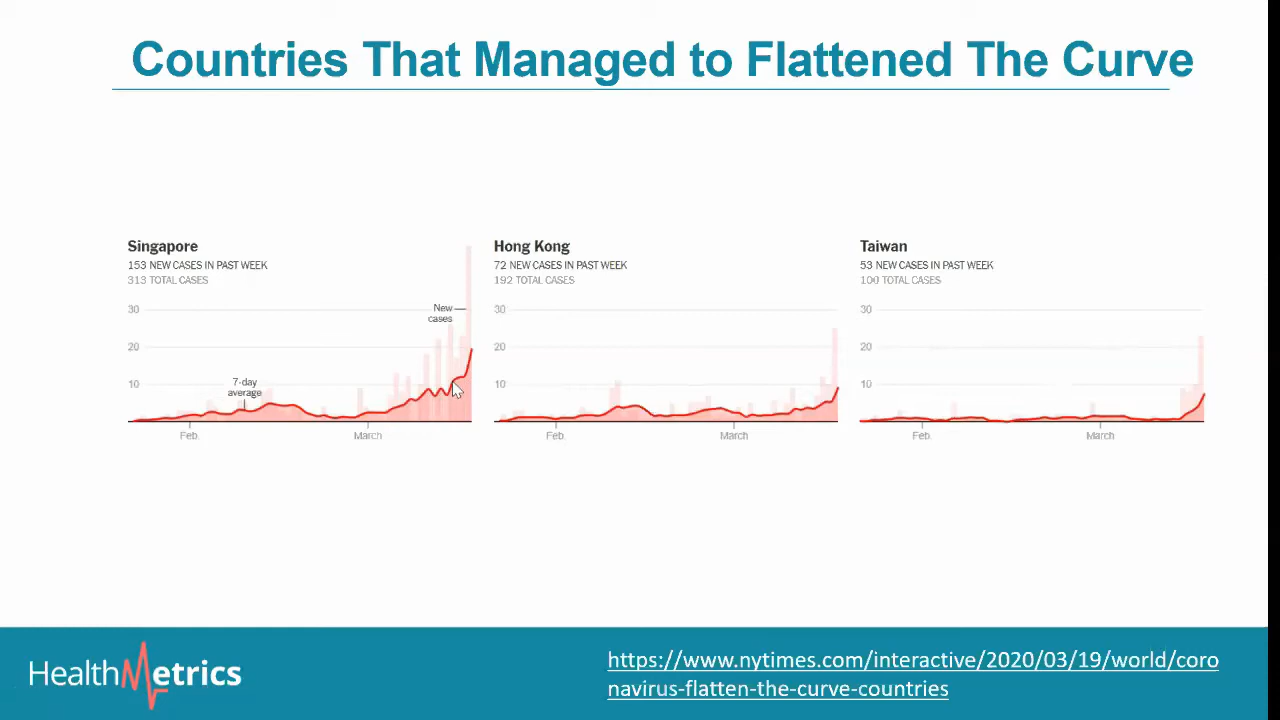 Countries That Managed to Flattened The Curve
Singapore
153 NEW CASES IN PAST WEEK
313 TOTAL CASES
30
20
10
New
cases
7-day
average
Feb.
March
Hong Kong
72 NEW CASES IN PAST WEEK
192 TOTAL CASES
30
20
10
Feb.
March
Taiwan
53 NEW CASES IN PAST WEEK
100 TOTAL CASES
30
20
10
Feb.
March
HealthMetrics
https://www.nytimes.com/interactive/2020/03/19/world/coro
navirus-flatten-the-curve-countries